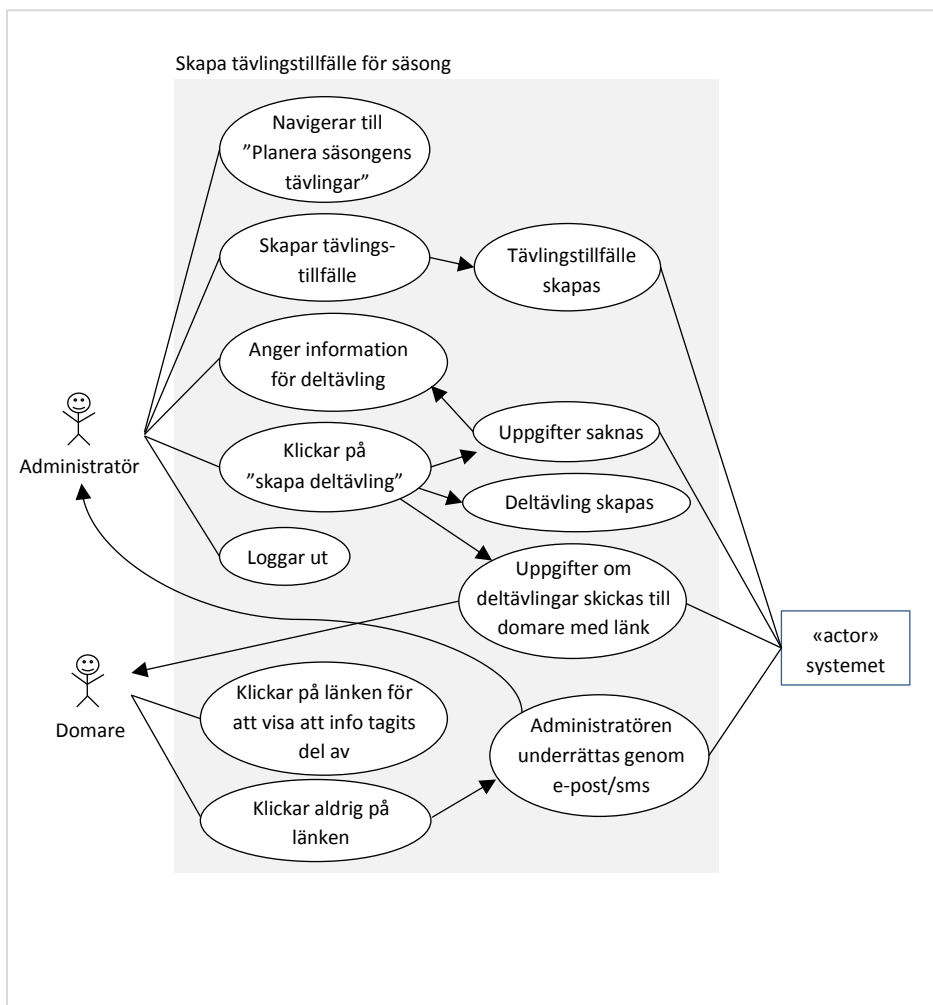 Skapa tävlingstillfälle för säsong
Navigerar till
”Planera säsongens
tävlingar”
Skapar tävlings-
tillfälle
Tävlingstillfälle
skapas
Anger information
för deltävling
Uppgifter saknas
Klickar på
”skapa deltävling”
Administratör
Deltävling skapas
Loggar ut
Uppgifter om
deltävlingar skickas till
domare med länk
«actor»
systemet
Klickar på länken för
att visa att info tagits
del av
Domare
Administratören
underrättas genom
e-post/sms
Klickar aldrig på
länken